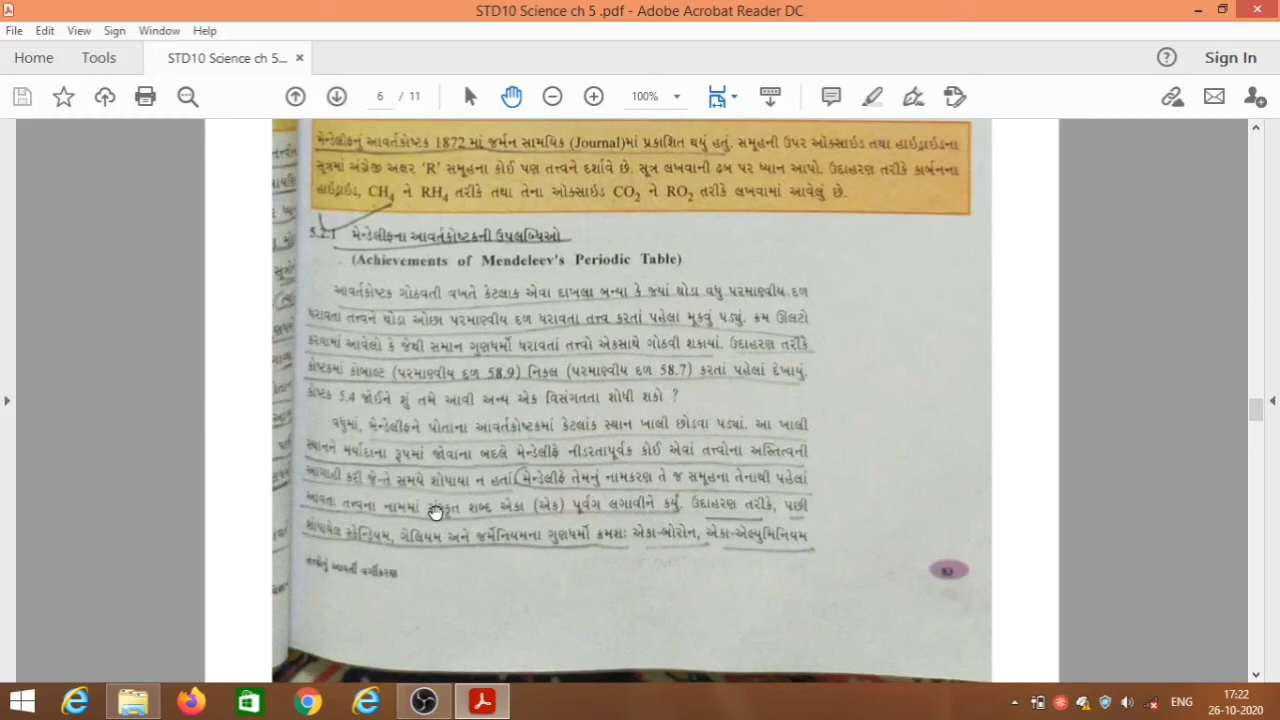 STD10 Science ch 5 .pdf - Adobe Acrobat Reader DC
File Edit View Sign Window Help
Home Tools STD10 Science ch 5... × Sign In
6 / 11 100%
મેન્ડેલીફનું આવર્તકોષ્ટક 1872 માં જર્મન સામયિક (Journal)માં પ્રકાશિત થયું હતું. સમૂહની ઉપર ઑક્સાઇડ તથા હાઇડ્રાઇડના
સૂત્રમાં અંગ્રેજી અક્ષર ‘R’ સમૂહના કોઈ પણ તત્ત્વને દર્શાવે છે. સૂત્ર લખવાની ઢબ પર ધ્યાન આપો. ઉદાહરણ તરીકે કાર્બનના
હાઇડ્રાઇડ, CH₄ ને RH₄ તરીકે તથા તેના ઑક્સાઇડ CO₂ ને RO₂ તરીકે લખવામાં આવેલું છે.
5.2.1 મેન્ડેલીફના આવર્તકોષ્ટકની ઉપલબ્ધિઓ
(Achievements of Mendeleev's Periodic Table)
આવર્તકોષ્ટક ગોઠવતી વખતે કેટલાક એવા દાખલા બન્યા કે જયાં થોડા વધુ પરમાણ્વીય દળ
ધરાવતા તત્ત્વને થોડા ઓછા પરમાણ્વીય દળ ધરાવતા તત્ત્વ કરતાં પહેલા મૂકવું પડ્યું. ક્રમ ઊલટો
કરવામાં આવેલો કે જેથી સમાન ગુણધર્મો ધરાવતાં તત્ત્વો એકસાથે ગોઠવી શકાયાં. ઉદાહરણ તરીકે
કોષ્ટકમાં કોબાલ્ટ (પરમાણ્વીય દળ 58.9) નિકલ (પરમાણ્વીય દળ 58.7) કરતાં પહેલાં દેખાયું.
કોષ્ટક 5.4 જોઈને શું તમે આવી અન્ય એક વિસંગતતા શોધી શકો ?
વધુમાં, મેન્ડેલીફને પોતાના આવર્તકોષ્ટકમાં કેટલાંક સ્થાન ખાલી છોડવા પડ્યાં. આ ખાલી
સ્થાનને મર્યાદાના રૂપમાં જોવાના બદલે મેન્ડેલીફે નીડરતાપૂર્વક કોઈ એવાં તત્ત્વોના અસ્તિત્વની
આગાહી કરી જે-તે સમયે શોધાયા ન હતાં મેન્ડેલીફે તેમનું નામકરણ તે જ સમૂહના તેનાથી પહેલાં
આવતા તત્ત્વના નામમાં સંસ્કૃત શબ્દ એકા (એક) પૂર્વગ લગાવીને કર્યું. ઉદાહરણ તરીકે, પછી
શોધાયેલ સ્કેન્ડિયમ, ગેલિયમ અને જર્મેનિયમના ગુણધર્મો ક્રમશઃ એકા-બોરોન, એકા-એલ્યુમિનિયમ
તત્ત્વોનું આવર્તી વર્ગીકરણ
ENG 17:22
26-10-2020